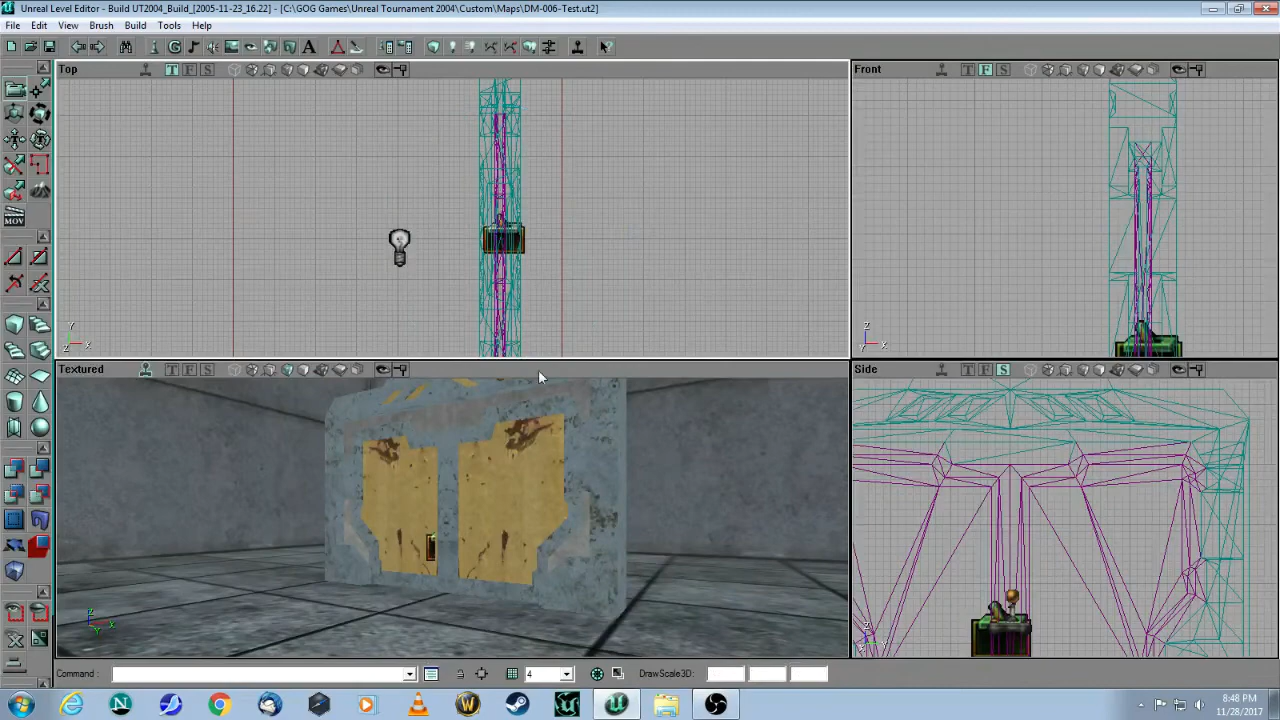 Unreal Level Editor - Build UT2004_Build_[2005-11-23_16.22] - [C:\GOG Games\Unreal Tournament 2004\Custom\Maps\DM-006-Test.ut2]
File Edit View Brush Build Tools Help
Top T F S
Front T F S
MOV
Y
Z X
Z
Y X
Textured T F S
Side T F S
Z
Y X
Z
X Y
Command : 4 DrawScale3D:
8:48 PM
11/28/2017